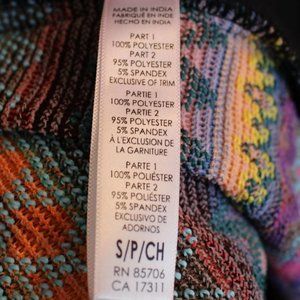 MADE IN INDIA
FABRIQUÉ EN INDE
HECHO EN INDIA
PART 1
100% POLYESTER
PART 2
95% POLYESTER
5% SPANDEX
EXCLUSIVE OF TRIM
PARTIE 1
100% POLYESTER
PARTIE 2
95% POLYESTER
5% SPANDEX
À L'EXCLUSION DE
LA GARNITURE
PARTE 1
100% POLIÉSTER
PARTE 2
95% POLIÉSTER
5% SPANDEX
EXCLUSIVO DE
ADORNOS
S/P/CH
RN 85706
CA 17311